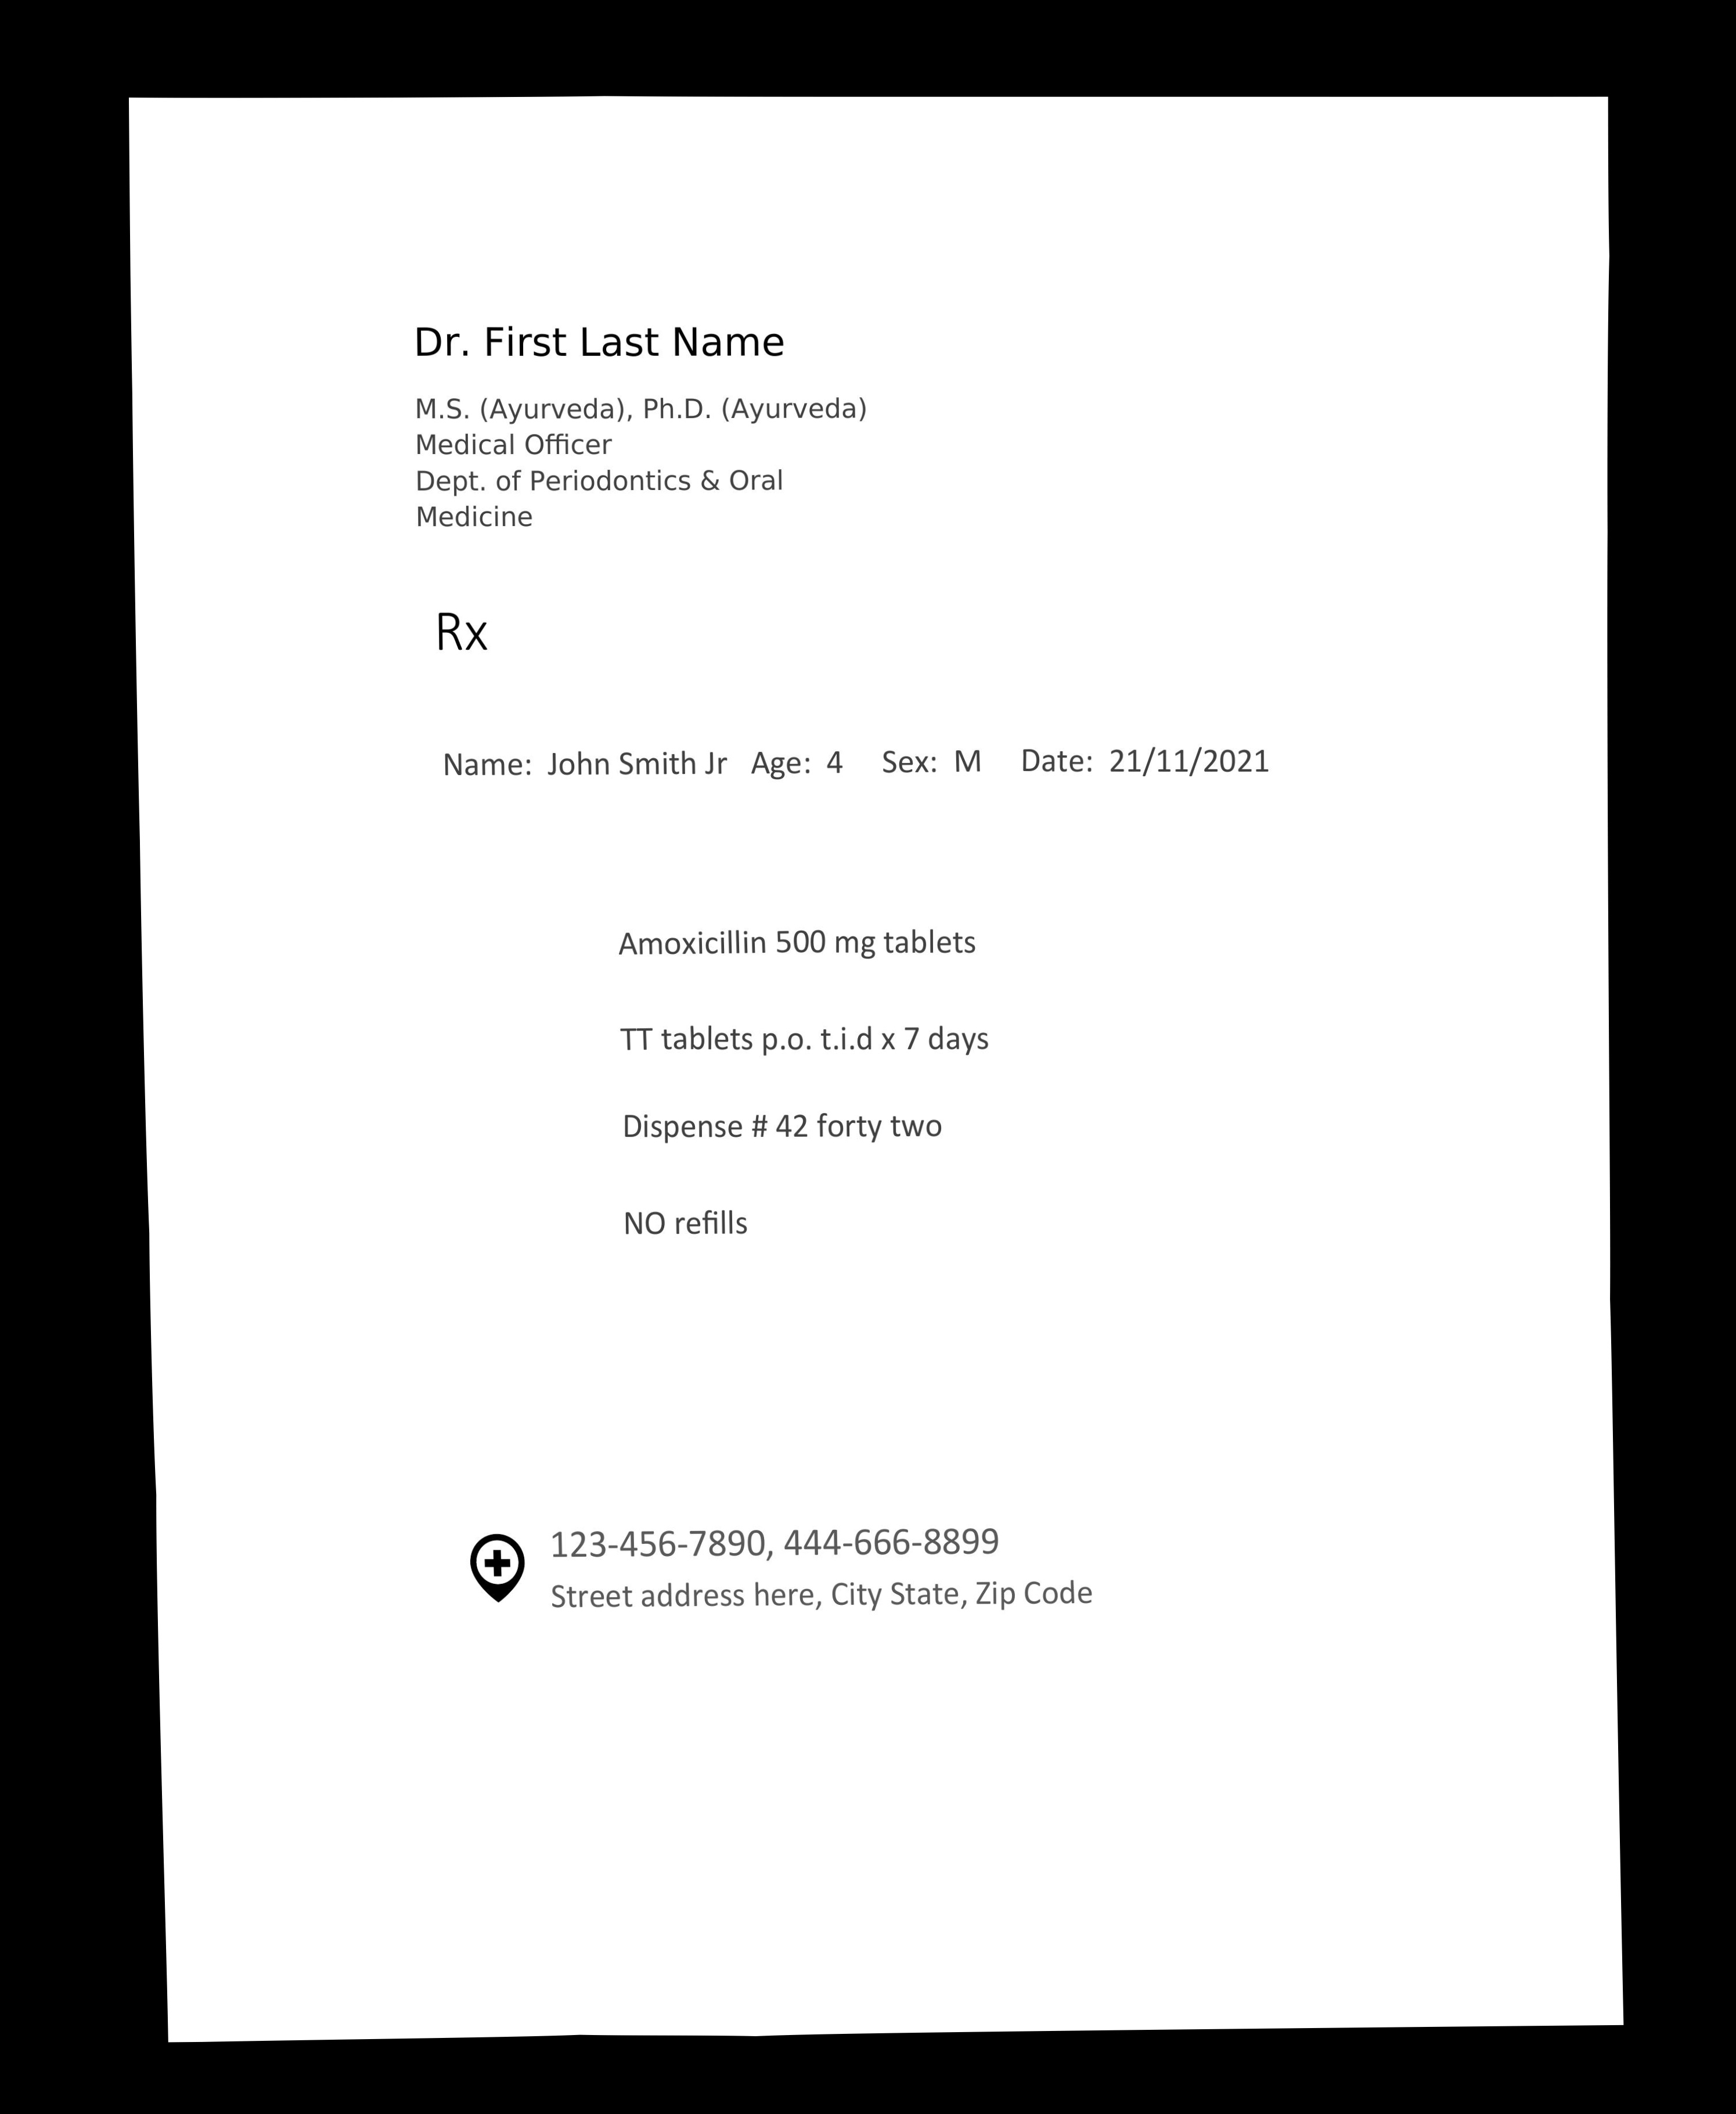 Dr. First Last Name
M.S. (Ayurveda), Ph.D. (Ayurveda)
Medical Officer
Dept. of Periodontics & Oral
Medicine
Rx
Name: John Smith Jr Age: 4 Sex: M Date: 21/11/2021
Amoxicillin 500 mg tablets
TT tablets p.o. t.i.d x 7 days
Dispense # 42 forty two
NO refills
123-456-7890, 444-666-8899
Street address here, City State, Zip Code